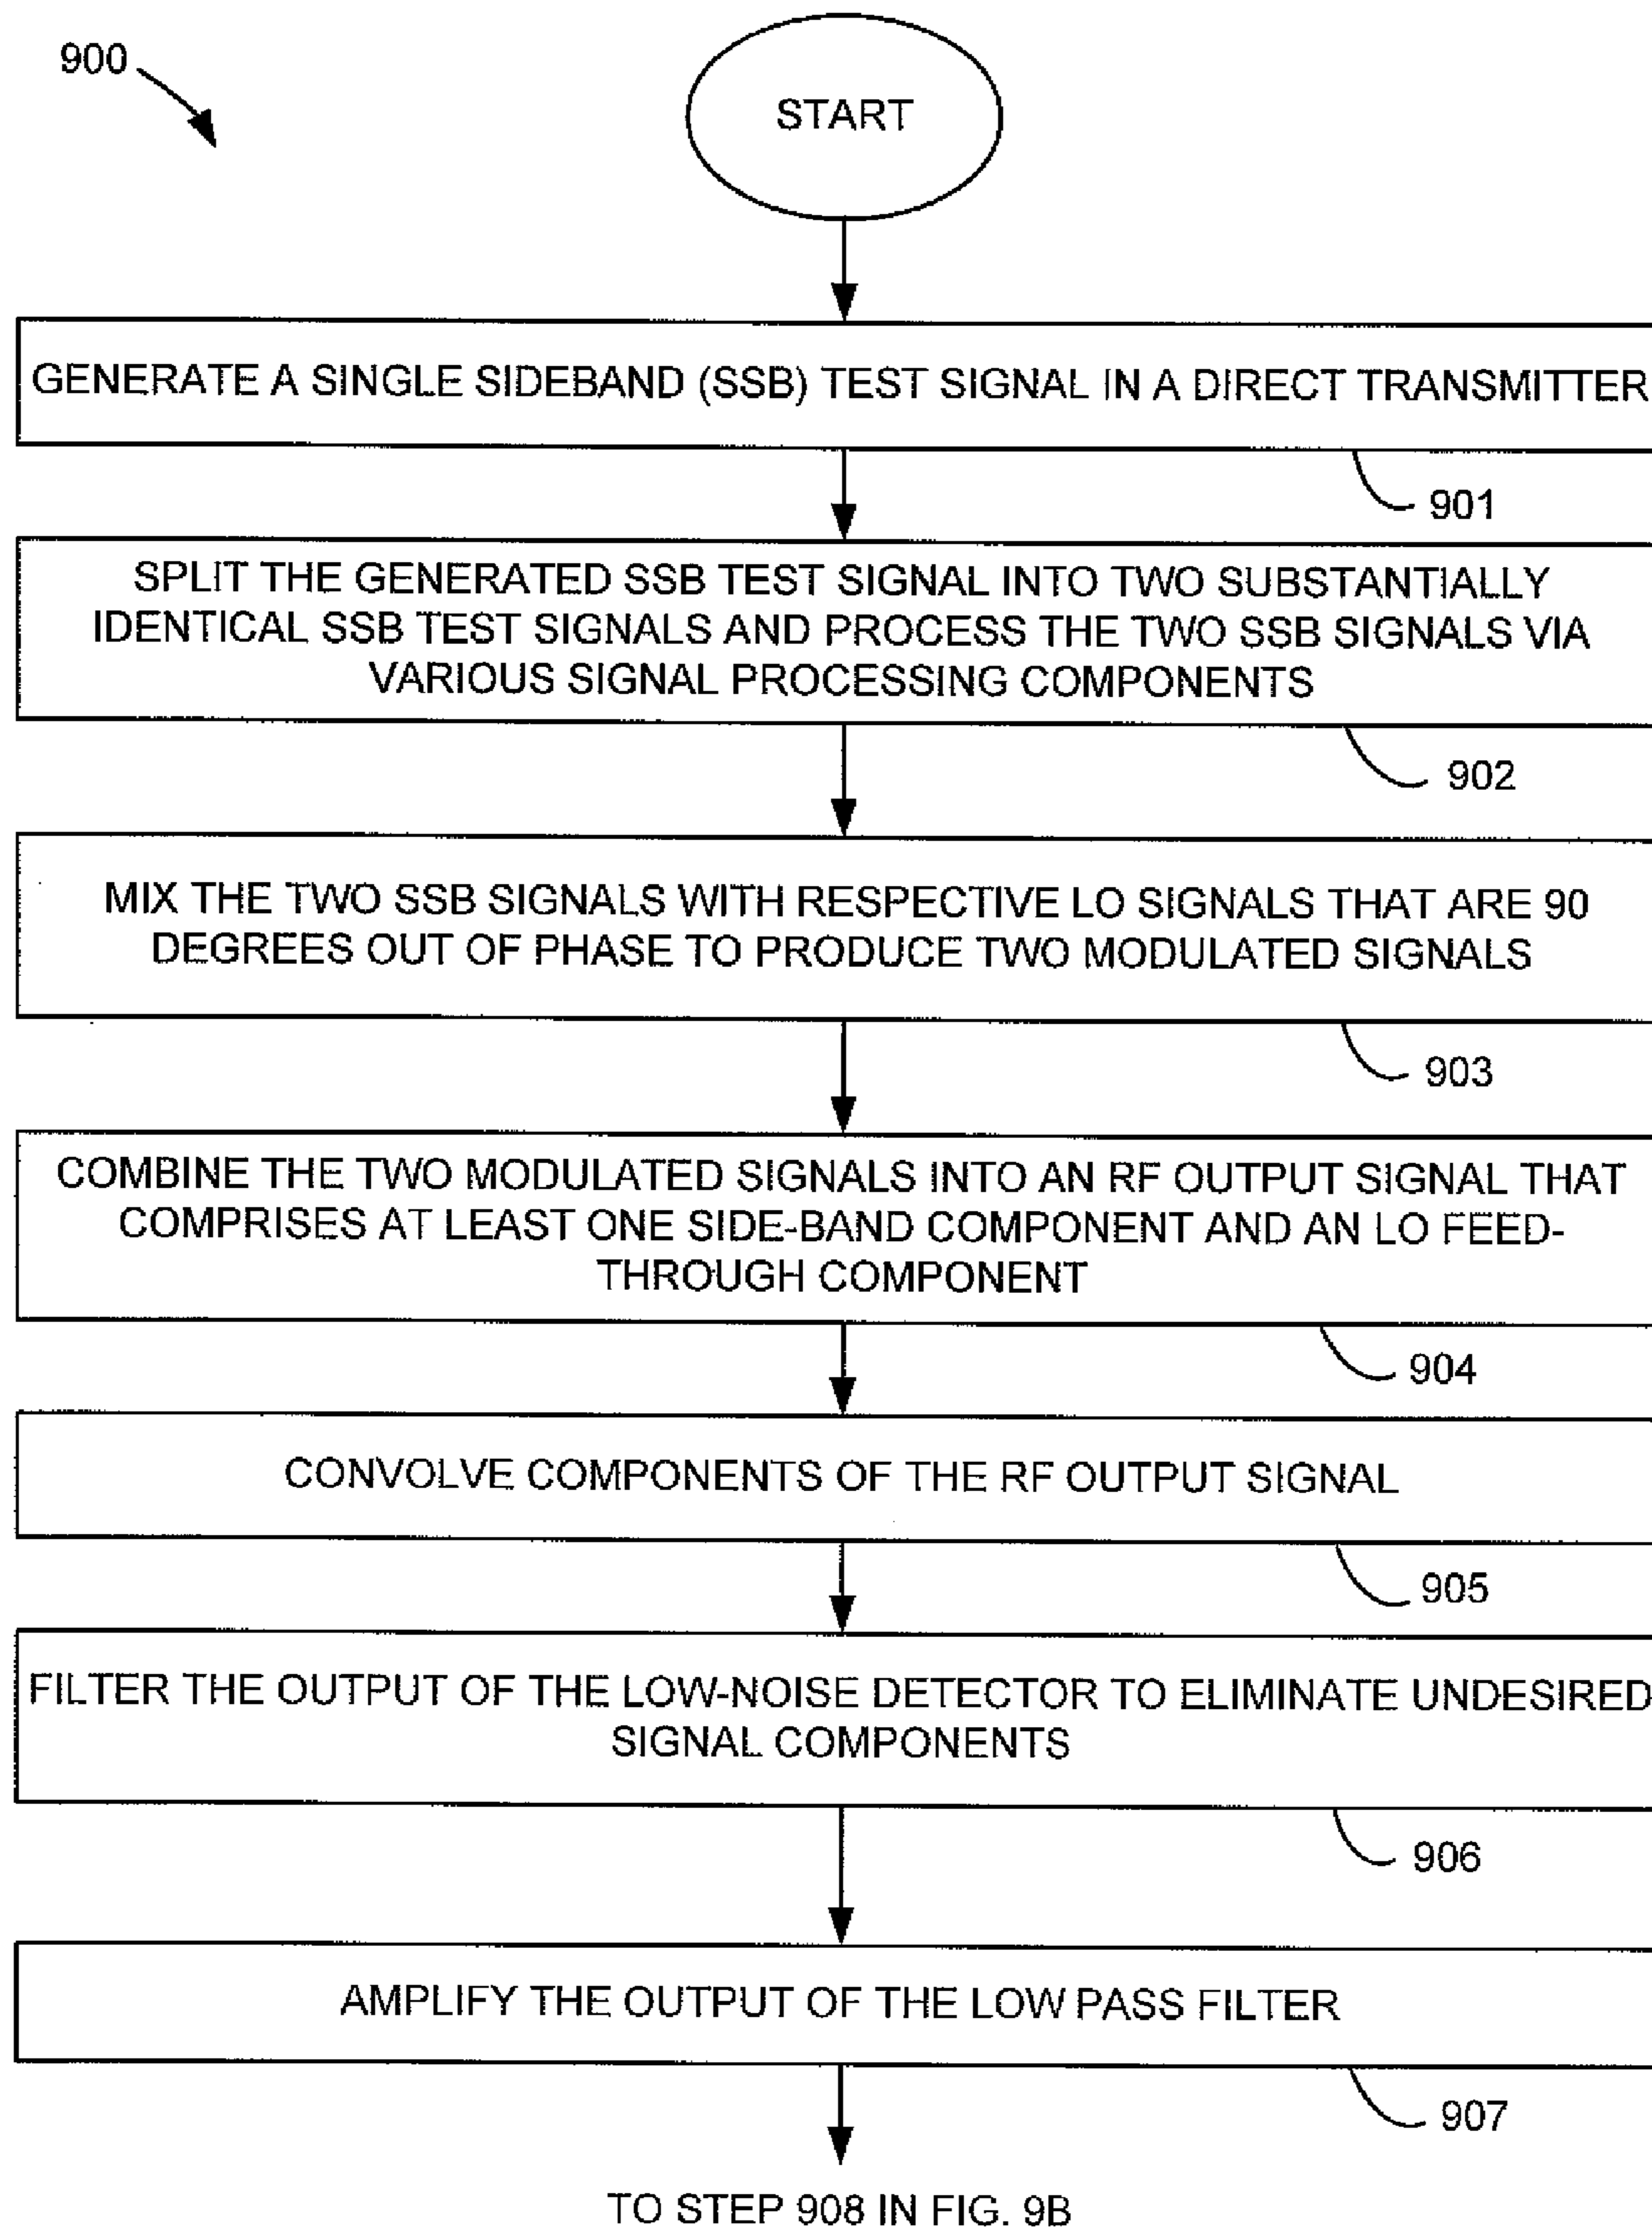 900
START
GENERATE A SINGLE SIDEBAND (SSB) TEST SIGNAL IN A DIRECT TRANSMITTER
901
SPLIT THE GENERATED SSB TEST SIGNAL INTO TWO SUBSTANTIALLY
IDENTICAL SSB TEST SIGNALS AND PROCESS THE TWO SSB SIGNALS VIA
VARIOUS SIGNAL PROCESSING COMPONENTS
902
MIX THE TWO SSB SIGNALS WITH RESPECTIVE LO SIGNALS THAT ARE 90
DEGREES OUT OF PHASE TO PRODUCE TWO MODULATED SIGNALS
903
COMBINE THE TWO MODULATED SIGNALS INTO AN RF OUTPUT SIGNAL THAT
COMPRISES AT LEAST ONE SIDE-BAND COMPONENT AND AN LO FEED-
THROUGH COMPONENT
904
CONVOLVE COMPONENTS OF THE RF OUTPUT SIGNAL
905
FILTER THE OUTPUT OF THE LOW-NOISE DETECTOR TO ELIMINATE UNDESIRED
SIGNAL COMPONENTS
906
AMPLIFY THE OUTPUT OF THE LOW PASS FILTER
907
TO STEP 908 IN FIG. 9B